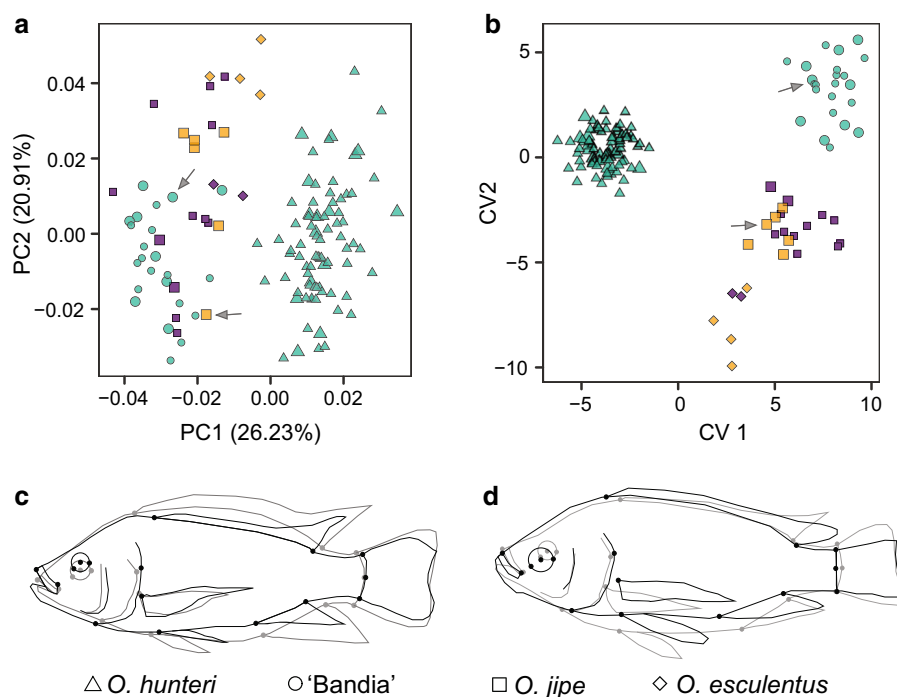 a
0.04
0.02
0.00
−0.02
PC2 (20.91%)
−0.04
−0.02
0.00
0.02
PC1 (26.23%)
b
5
0
−5
−10
CV2
−5
0
5
10
CV 1
c
d
O. hunteri
'Bandia'
O. jipe
O. esculentus